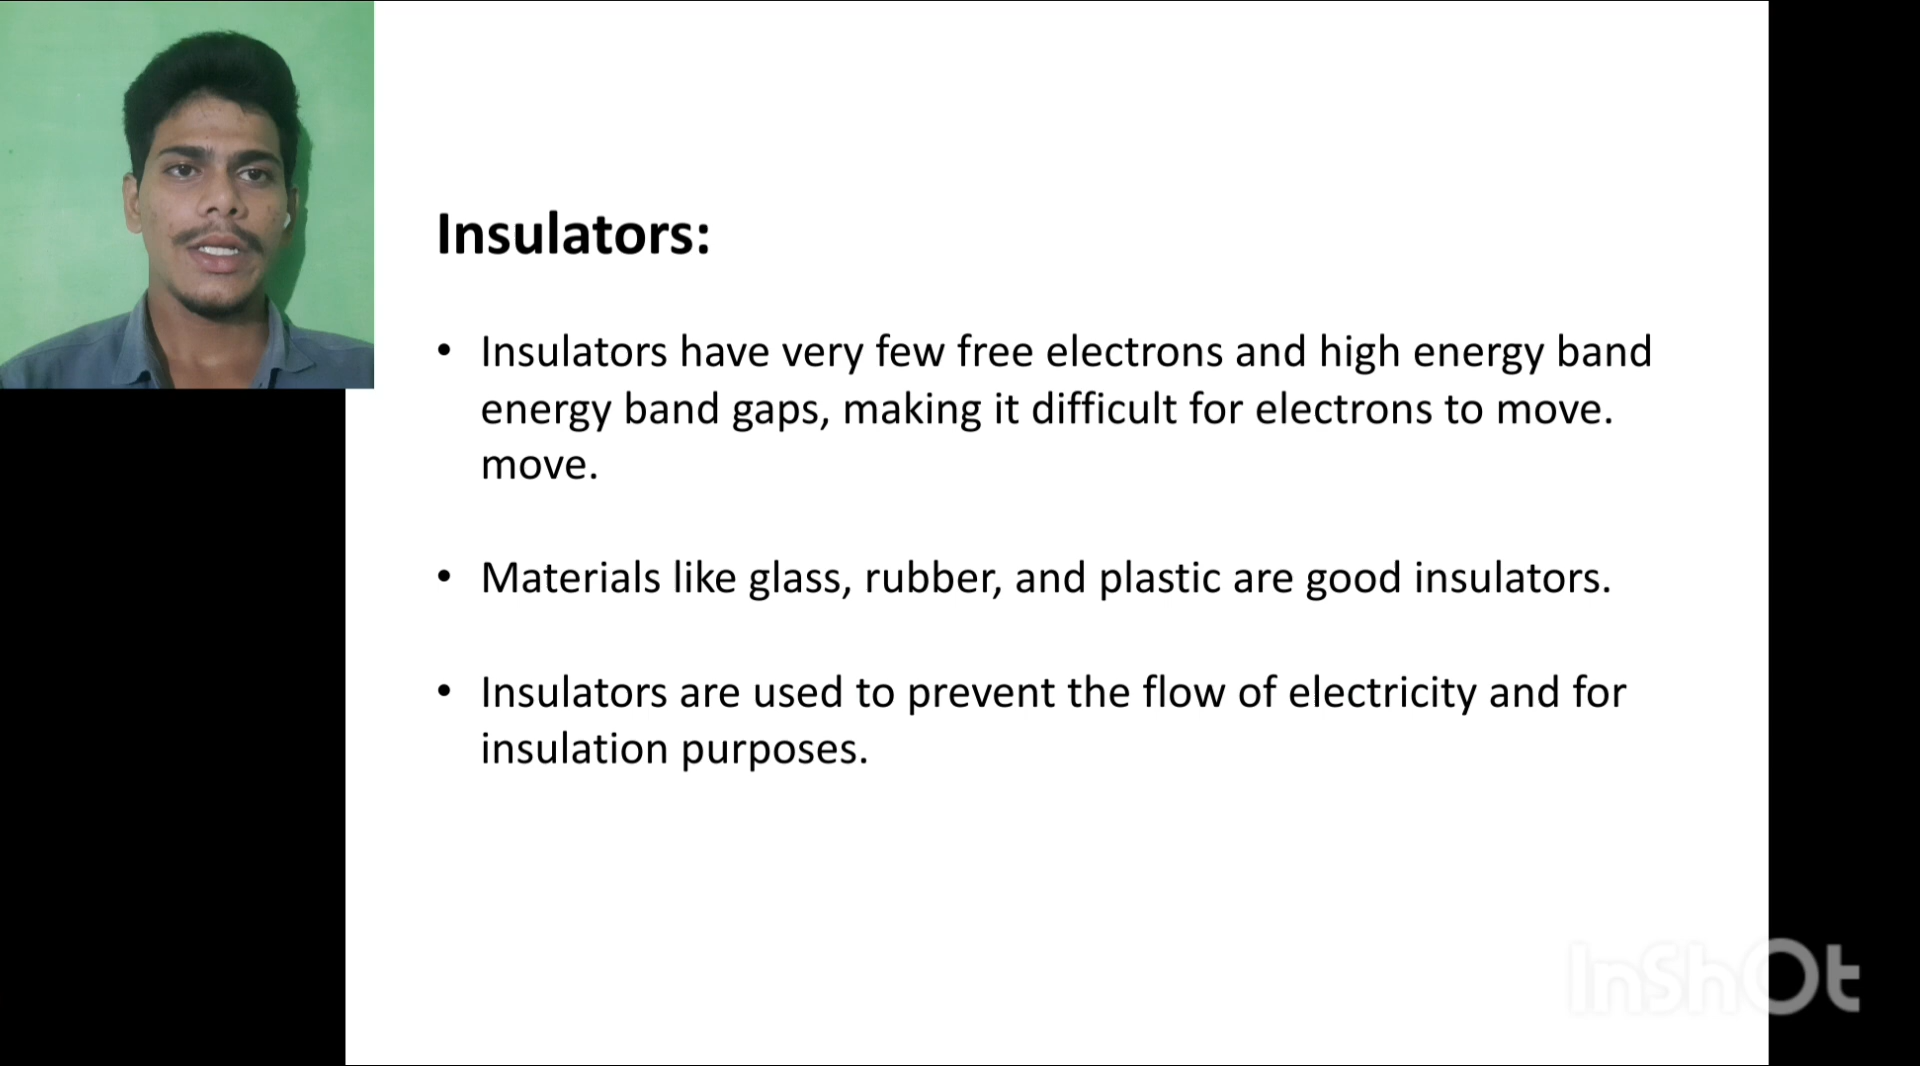 Insulators:
• Insulators have very few free electrons and high energy band
energy band gaps, making it difficult for electrons to move.
move.
• Materials like glass, rubber, and plastic are good insulators.
• Insulators are used to prevent the flow of electricity and for
insulation purposes.
InShOt